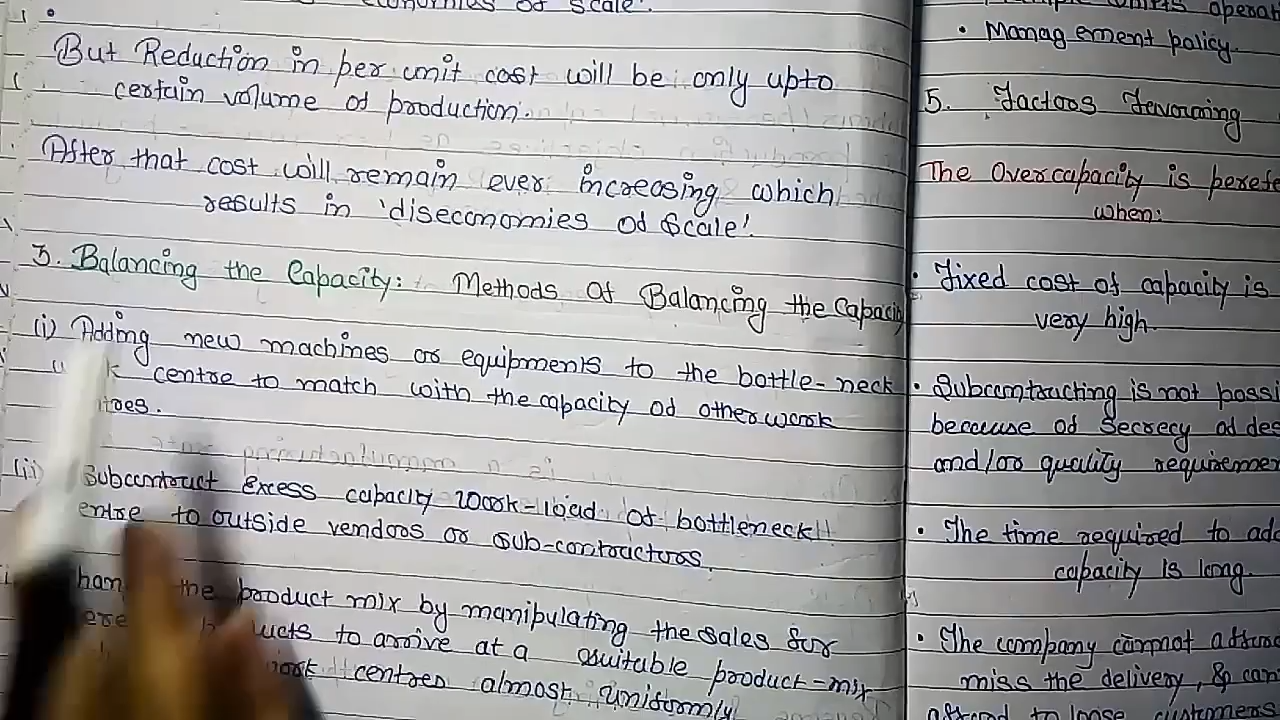 economies of scale'.
But Reduction in per unit cost will be only upto
certain volume of production.
After that cost will remain ever increasing which
results in 'diseconomies of Scale'.
3. Balancing the Capacity: Methods of Balancing the Capacity
(i) Adding new machines or equipments to the bottle-neck
centre to match with the capacity of other work
(ii) Subcontract excess capacity work-load of bottleneck
to outside vendors or sub-contractors.
the product mix by manipulating the sales for
to arrive at a suitable product-mix
centres almost uniformly
• Management policy.
5. Factors Favouring
The Overcapacity is
when:
• Fixed cost of capacity is
very high.
• Subcontracting is not
because of Secrecy of
and/or quality
• The time required to
capacity is long.
• The company cannot
miss the delivery, &
to loose customers